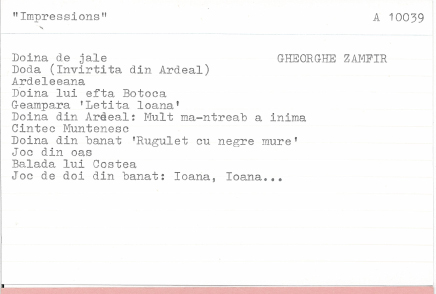 "Impressions" A 10039
Doina de jale GHEORGHE ZAMFIR
Doda (Invirtita din Ardeal)
Ardeleeana
Doina lui efta Botoca
Geampara 'Letita loana'
Doina din Ardeal: Mult ma-ntreab a inima
Cintec Muntenesc
Doina din banat 'Rugulet cu negre mure'
Joc din oas
Balada lui Costea
Joc de doi din banat: Ioana, Ioana...